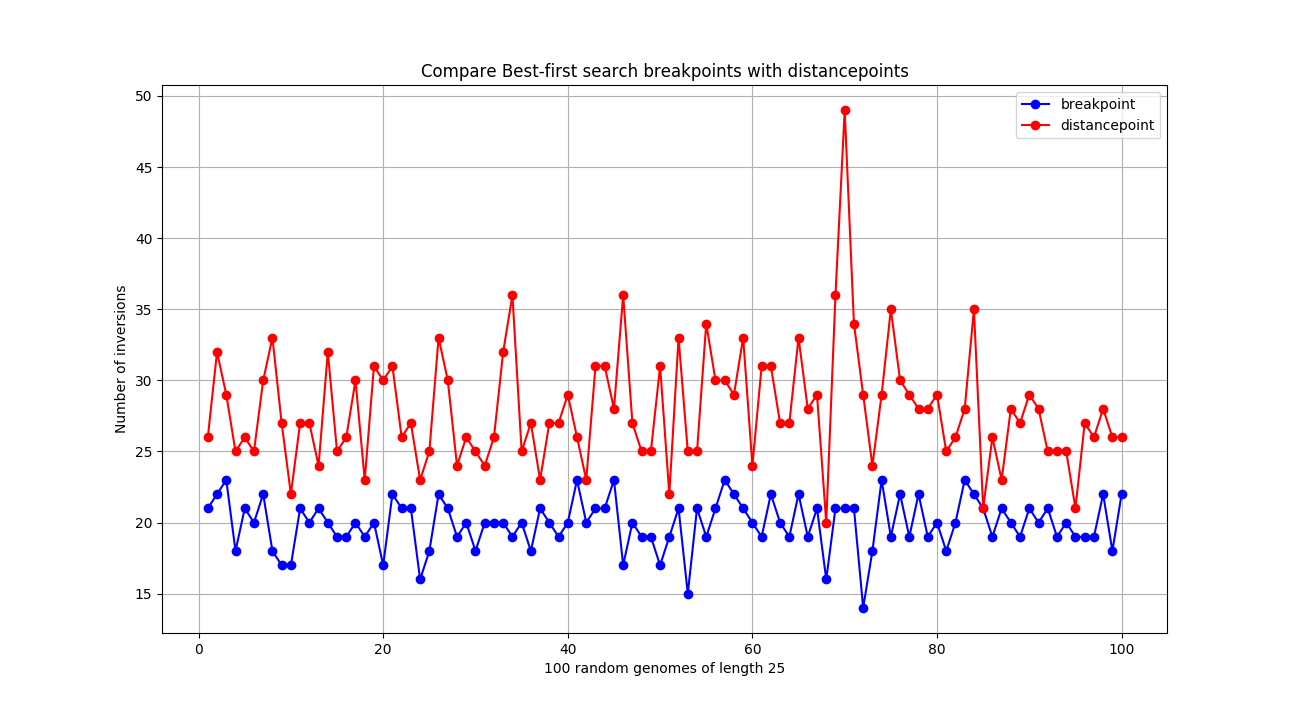 Compare Best-first search breakpoints with distancepoints
breakpoint
distancepoint
50
45
40
35
30
25
20
15
Number of inversions
0 20 40 60 80 100
100 random genomes of length 25